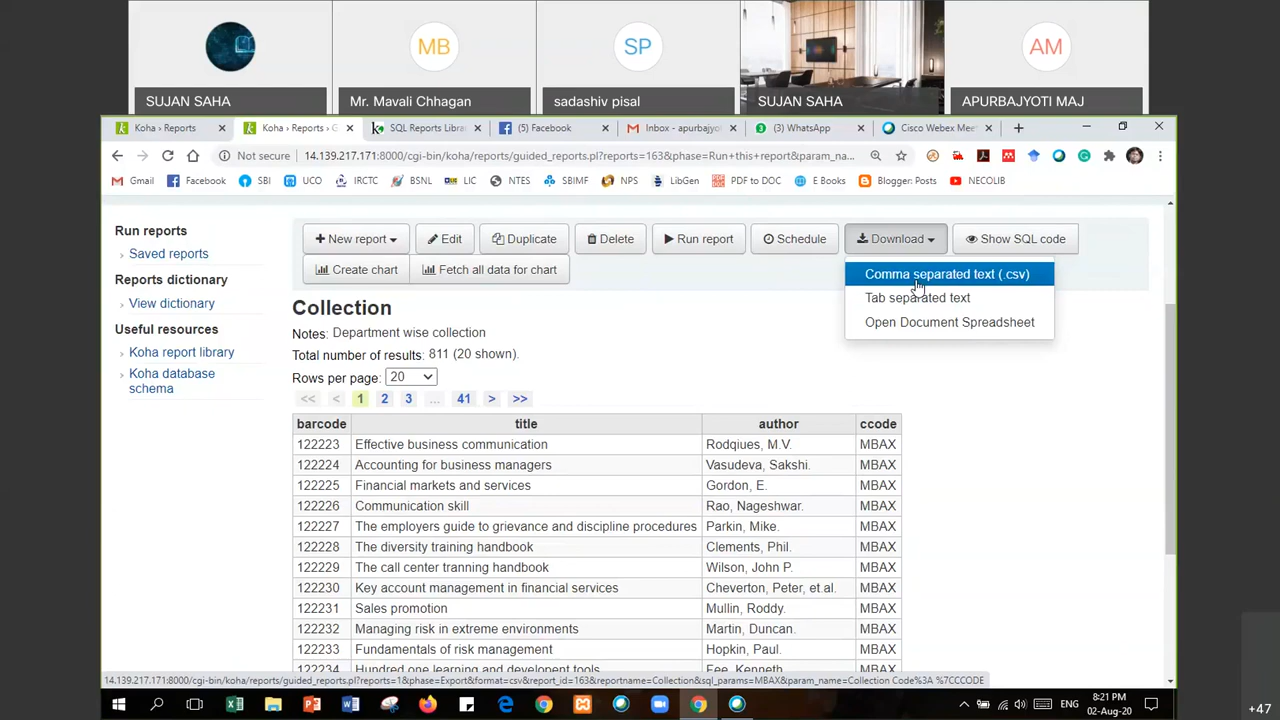 MB
SP
AM
SUJAN SAHA
Mr. Mavali Chhagan
sadashiv pisal
SUJAN SAHA
APURBAJYOTI MAJ
Koha › Reports
Koha › Reports › G
SQL Reports Libra
(5) Facebook
Inbox - apurbajyo
(3) WhatsApp
Cisco Webex Mee
Not secure
14.139.217.171:8000/cgi-bin/koha/reports/guided_reports.pl?reports=163&phase=Run+this+report&param_na...
Gmail
Facebook
SBI
UCO
IRCTC
BSNL
LIC
NTES
SBIMF
NPS
LibGen
PDF to DOC
E Books
Blogger: Posts
NECOLIB
Run reports
Saved reports
Reports dictionary
View dictionary
Useful resources
Koha report library
Koha database
schema
New report
Edit
Duplicate
Delete
Run report
Schedule
Download
Show SQL code
Create chart
Fetch all data for chart
Comma separated text (.csv)
Tab separated text
Open Document Spreadsheet
Collection
Notes: Department wise collection
Total number of results: 811 (20 shown).
Rows per page: 20
<< < 1 2 3 ... 41 > >>
barcode title author ccode
122223 Effective business communication Rodqiues, M.V. MBAX
122224 Accounting for business managers Vasudeva, Sakshi. MBAX
122225 Financial markets and services Gordon, E. MBAX
122226 Communication skill Rao, Nageshwar. MBAX
122227 The employers guide to grievance and discipline procedures Parkin, Mike. MBAX
122228 The diversity training handbook Clements, Phil. MBAX
122229 The call center tranning handbook Wilson, John P. MBAX
122230 Key account management in financial services Cheverton, Peter, et.al. MBAX
122231 Sales promotion Mullin, Roddy. MBAX
122232 Managing risk in extreme environments Martin, Duncan. MBAX
122233 Fundamentals of risk management Hopkin, Paul. MBAX
122234 Hundred one learning and development tools Fee, Kenneth MBAX
14.139.217.171:8000/cgi-bin/koha/reports/guided_reports.pl?reports=1&phase=Export&format=csv&report_id=163&reportname=Collection&sql_params=MBAX&param_name=Collection Code%3A %7CCCODE
ENG
8:21 PM
02-Aug-20
+47